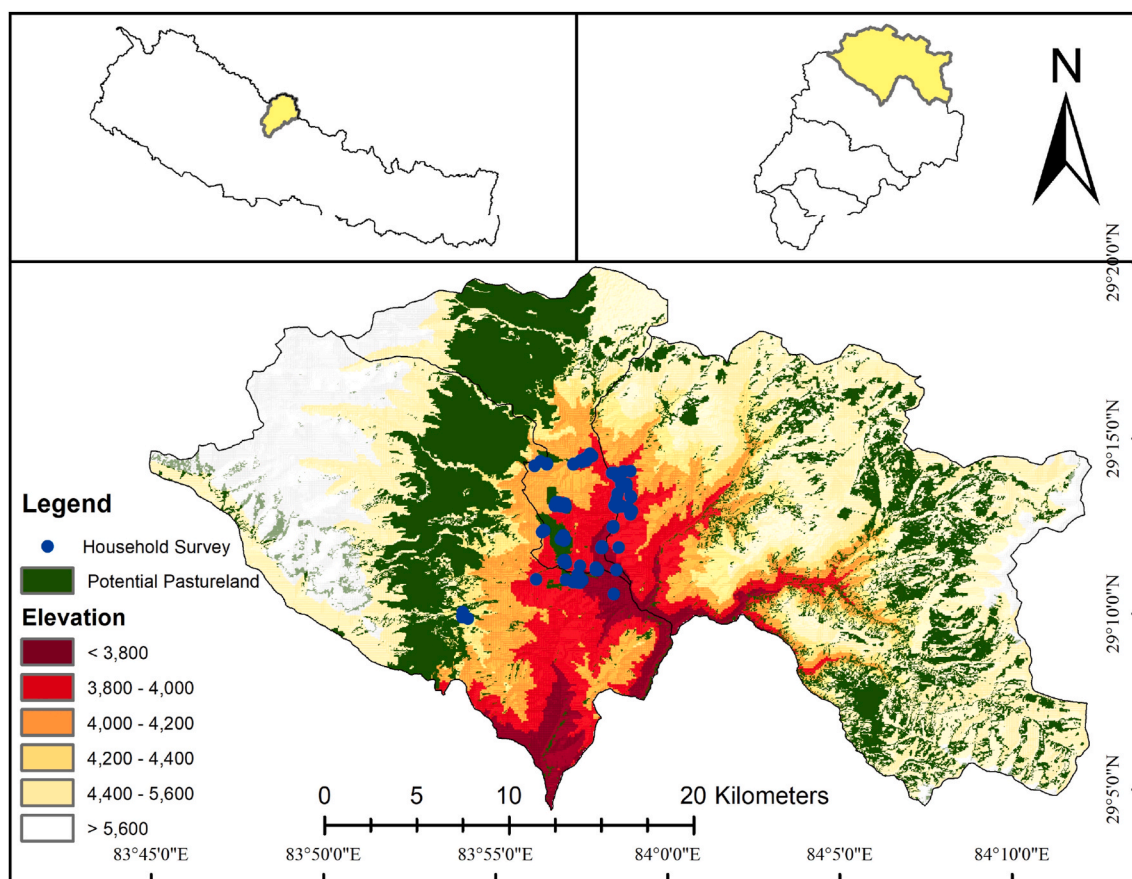 N
Legend
Household Survey
Potential Pastureland
Elevation
< 3,800
3,800 - 4,000
4,000 - 4,200
4,200 - 4,400
4,400 - 5,600
> 5,600
0 5 10 20 Kilometers
83°45'0"E 83°50'0"E 83°55'0"E 84°0'0"E 84°5'0"E 84°10'0"E
29°20'0"N
29°15'0"N
29°10'0"N
29°5'0"N